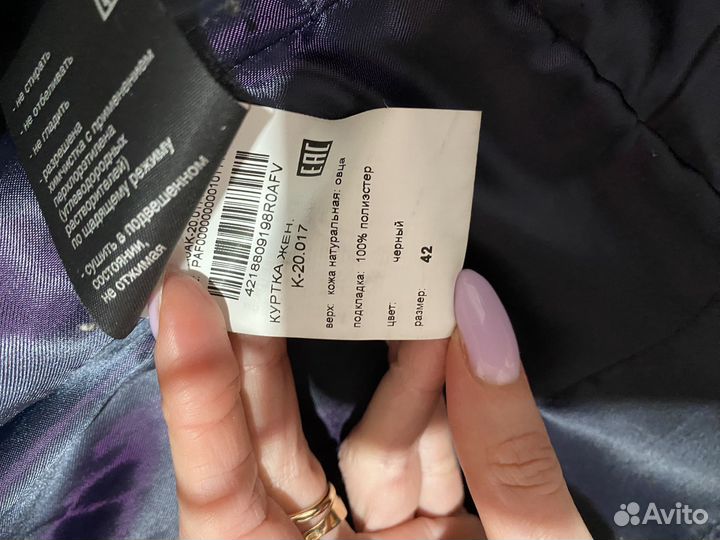 - не стирать
- не отбеливать
- не гладить
- разрешена
химчистка с применением
перхлорэтилена
(углеводородных
растворителей)
по щадящему режиму
- сушить в подвешенном
состоянии,
не отжимая
4218809198R0AFV
КУРТКА ЖЕН.
К-20.017
EAC
верх: кожа натуральная: овца
подкладка: 100% полиэстер
цвет: черный
размер: 42
Avito